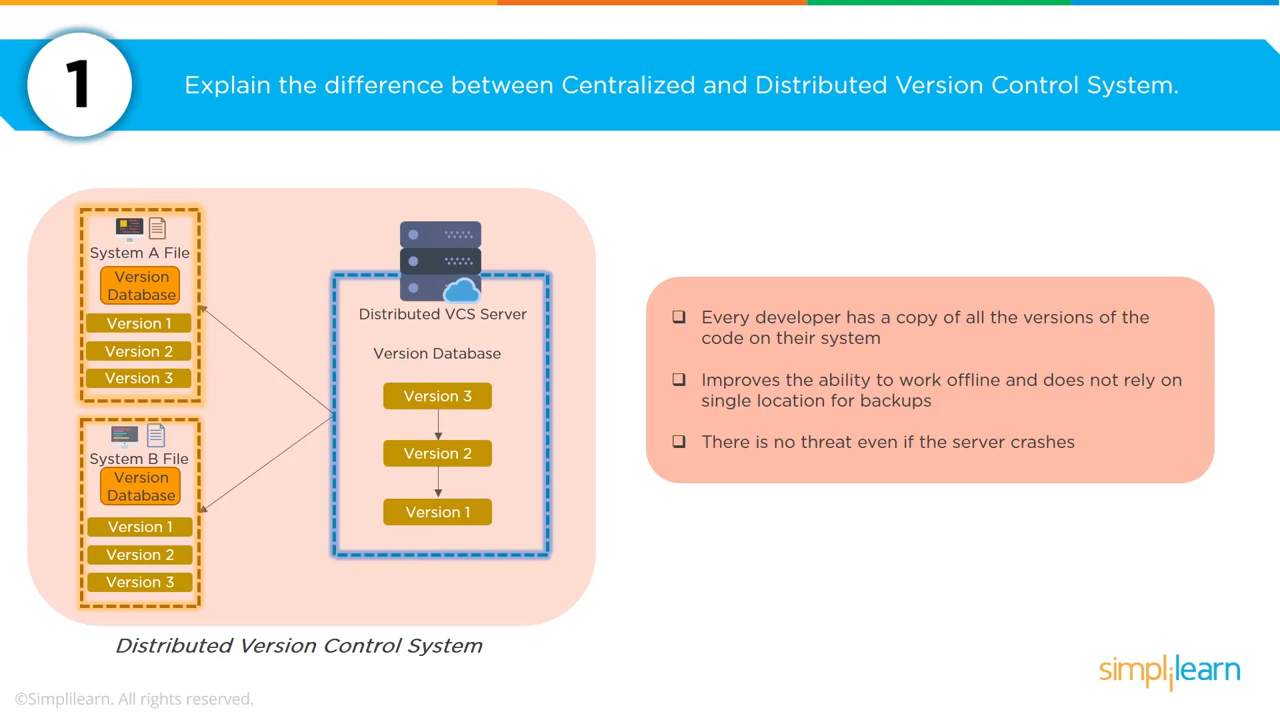 1
Explain the difference between Centralized and Distributed Version Control System.
System A File
Version
Database
Version 1
Version 2
Version 3
System B File
Version
Database
Version 1
Version 2
Version 3
Distributed VCS Server
Version Database
Version 3
Version 2
Version 1
Distributed Version Control System
Every developer has a copy of all the versions of the
code on their system
Improves the ability to work offline and does not rely on
single location for backups
There is no threat even if the server crashes
simplilearn
©Simplilearn. All rights reserved.